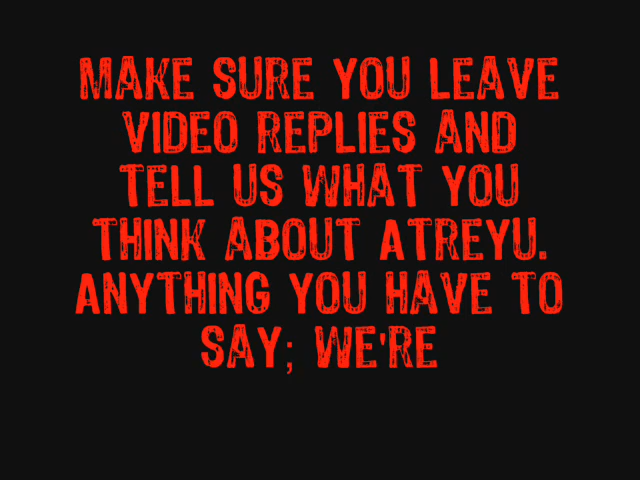 MAKE SURE YOU LEAVE
VIDEO REPLIES AND
TELL US WHAT YOU
THINK ABOUT ATREYU.
ANYTHING YOU HAVE TO
SAY; WE'RE